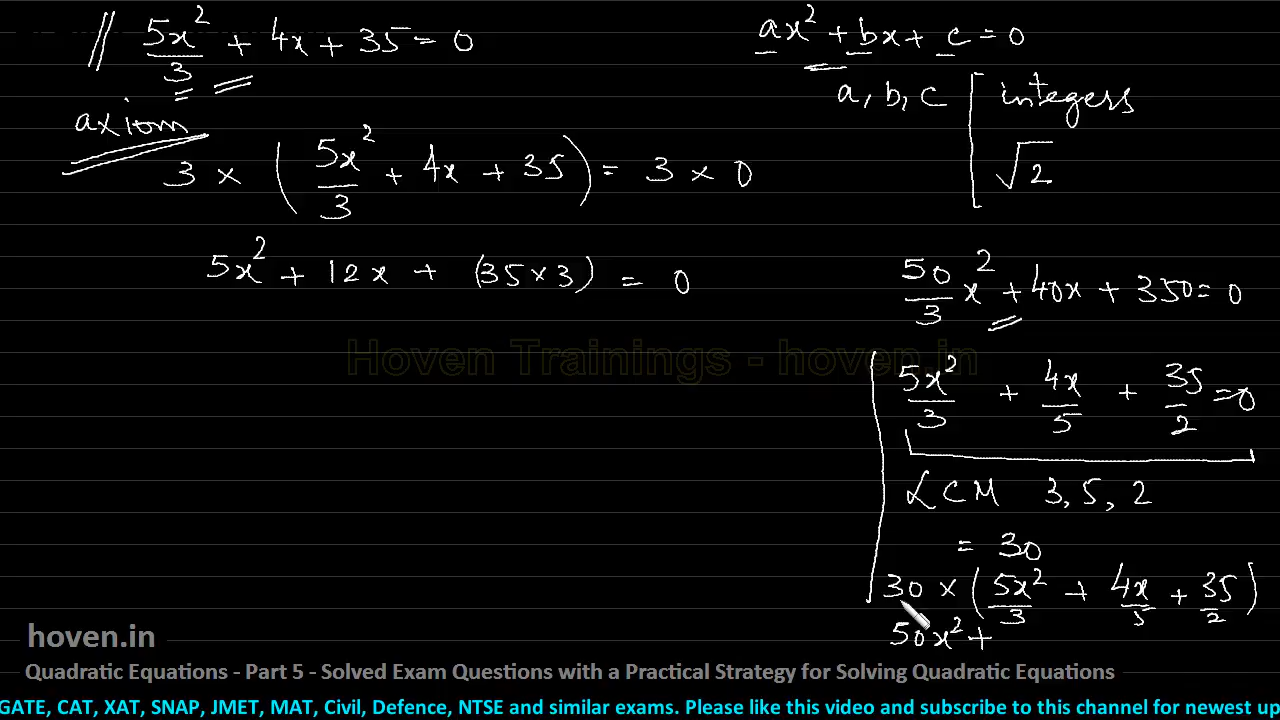 // 5x²/3 + 4x + 35 = 0
axiom
3 × (5x²/3 + 4x + 35) = 3 × 0
5x² + 12x + (35 × 3) = 0
ax² + bx + c = 0
a, b, c [ integers
√2
50/3 x² + 40x + 350 = 0
5x²/3 + 4x/5 + 35/2 = 0
LCM 3, 5, 2
= 30
30 × (5x²/3 + 4x/5 + 35/2)
50x² +
Hoven Trainings - hoven.in
hoven.in
Quadratic Equations - Part 5 - Solved Exam Questions with a Practical Strategy for Solving Quadratic Equations
GATE, CAT, XAT, SNAP, JMET, MAT, Civil, Defence, NTSE and similar exams. Please like this video and subscribe to this channel for newest up